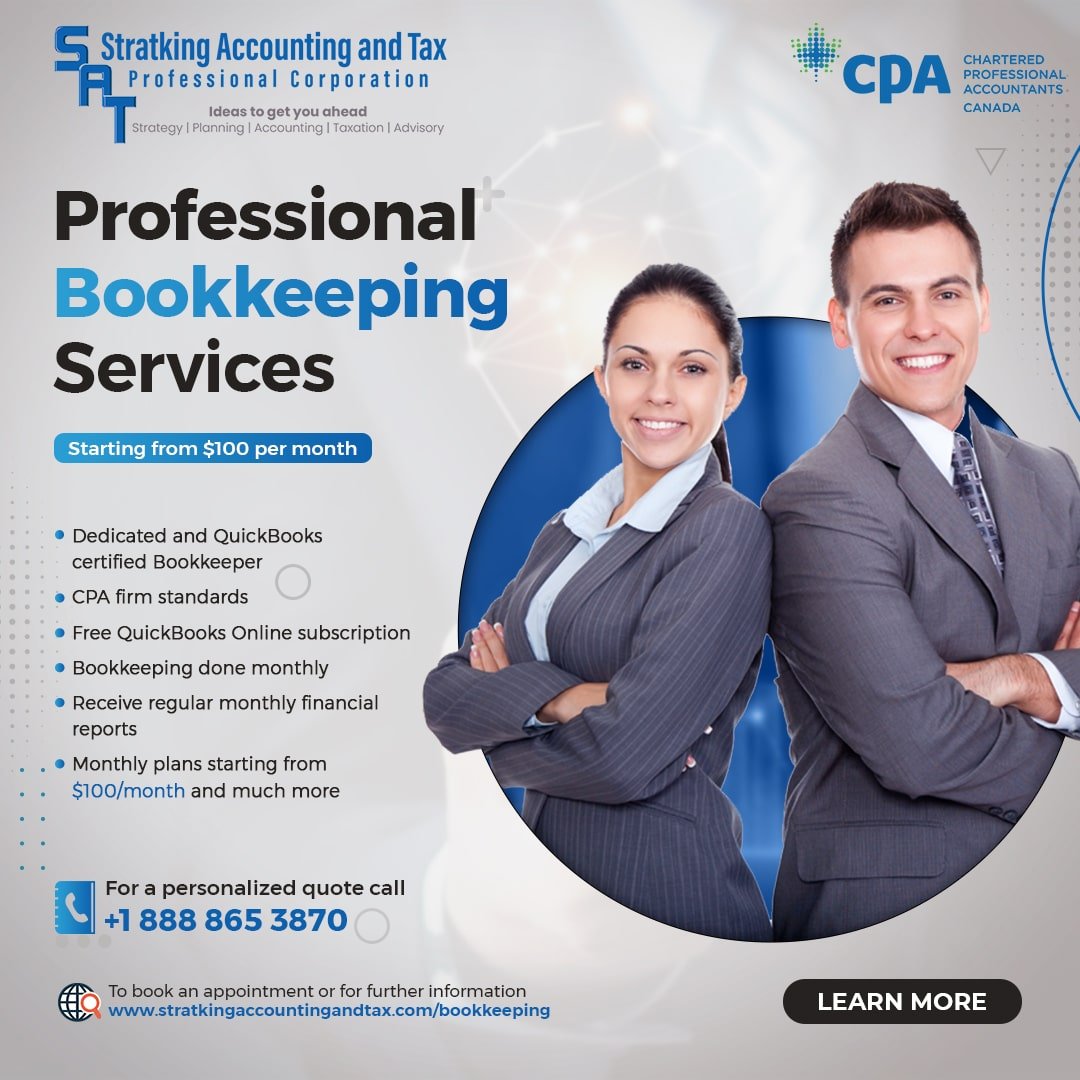 SAT
Stratking Accounting and Tax
Professional Corporation
Ideas to get you ahead
Strategy | Planning | Accounting | Taxation | Advisory
CPA
CHARTERED
PROFESSIONAL
ACCOUNTANTS
CANADA
Professional
Bookkeeping
Services
Starting from $100 per month
Dedicated and QuickBooks
certified Bookkeeper
CPA firm standards
Free QuickBooks Online subscription
Bookkeeping done monthly
Receive regular monthly financial
reports
Monthly plans starting from
$100/month and much more
For a personalized quote call
+1 888 865 3870
To book an appointment or for further information
www.stratkingaccountingandtax.com/bookkeeping
LEARN MORE